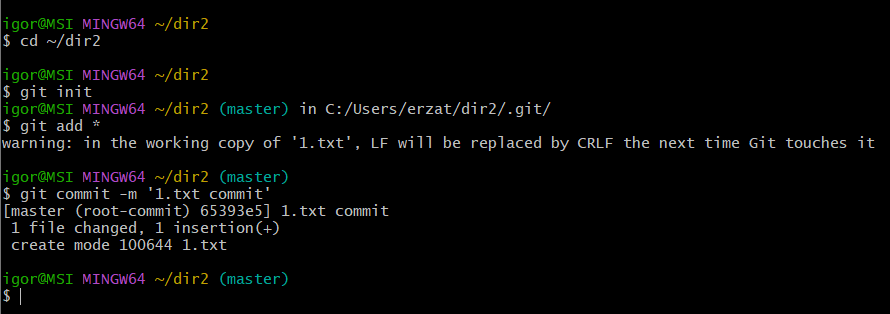 igor@MSI MINGW64 ~/dir2
$ cd ~/dir2
igor@MSI MINGW64 ~/dir2
$ git init
igor@MSI MINGW64 ~/dir2 (master) in C:/Users/erzat/dir2/.git/
$ git add *
warning: in the working copy of '1.txt', LF will be replaced by CRLF the next time Git touches it
igor@MSI MINGW64 ~/dir2 (master)
$ git commit -m '1.txt commit'
[master (root-commit) 65393e5] 1.txt commit
 1 file changed, 1 insertion(+)
 create mode 100644 1.txt
igor@MSI MINGW64 ~/dir2 (master)
$